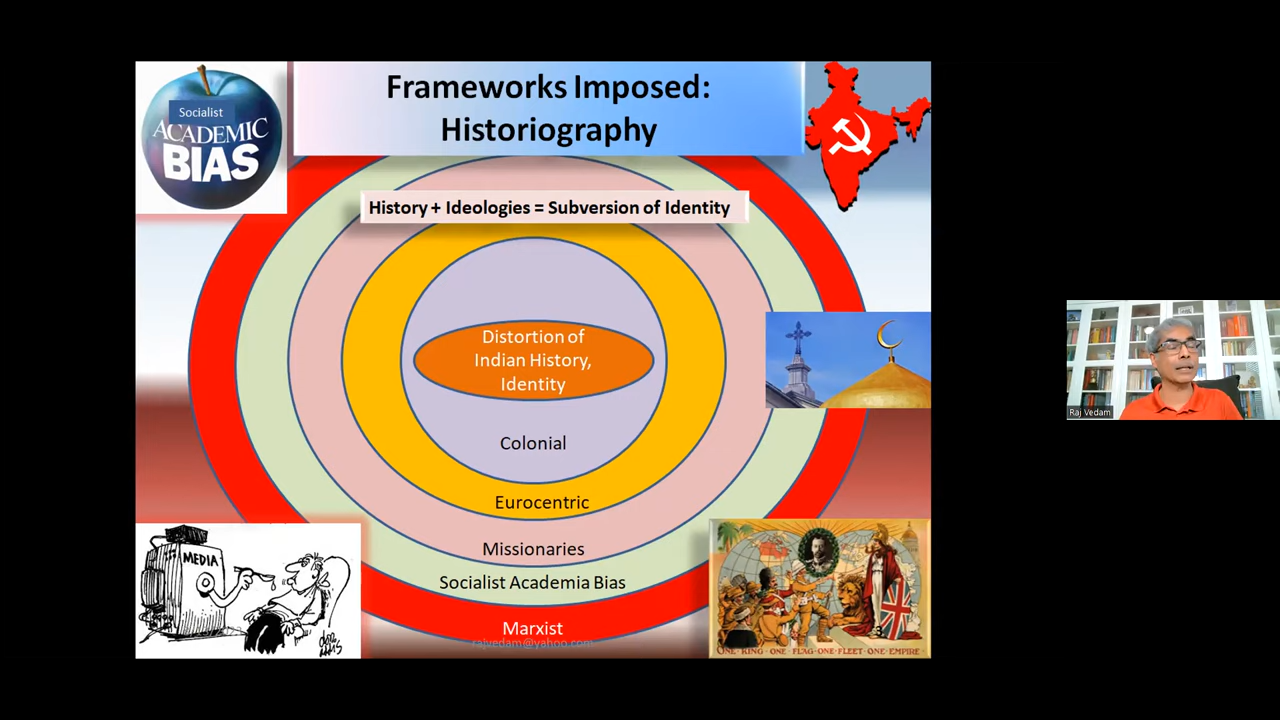 Socialist
ACADEMIC
BIAS
Frameworks Imposed:
Historiography
History + Ideologies = Subversion of Identity
Distortion of
Indian History,
Identity
Colonial
Eurocentric
Missionaries
Socialist Academia Bias
Marxist
rajvedam@yahoo.com
MEDIA
ONE·KING·ONE·FLAG·ONE·FLEET·ONE·EMPIRE
Raj Vedam